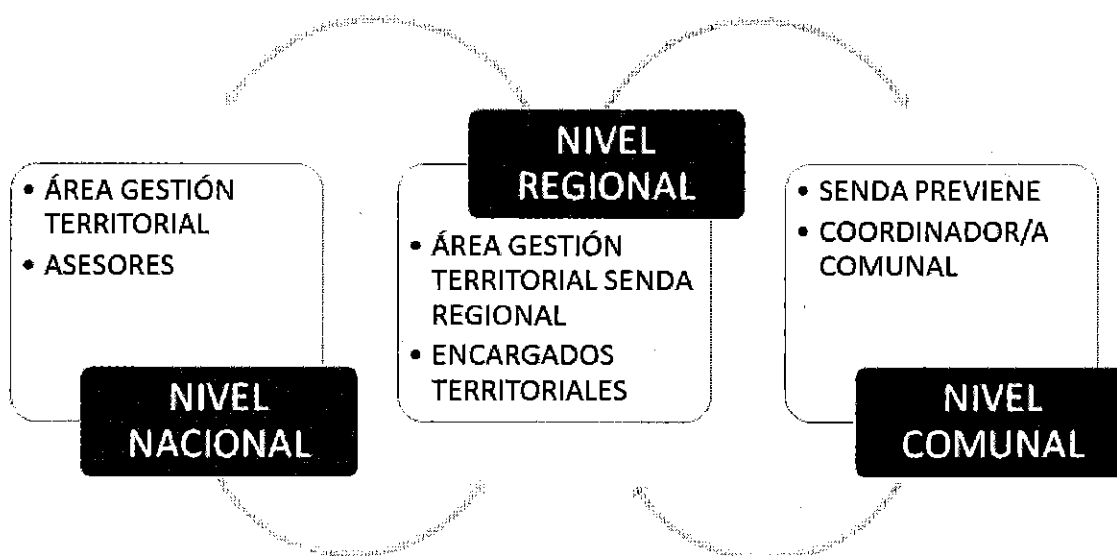 • ÁREA GESTIÓN
TERRITORIAL
• ASESORES
NIVEL
NACIONAL
NIVEL
REGIONAL
• ÁREA GESTIÓN
TERRITORIAL SENDA
REGIONAL
• ENCARGADOS
TERRITORIALES
• SENDA PREVIENE
• COORDINADOR/A
COMUNAL
NIVEL
COMUNAL